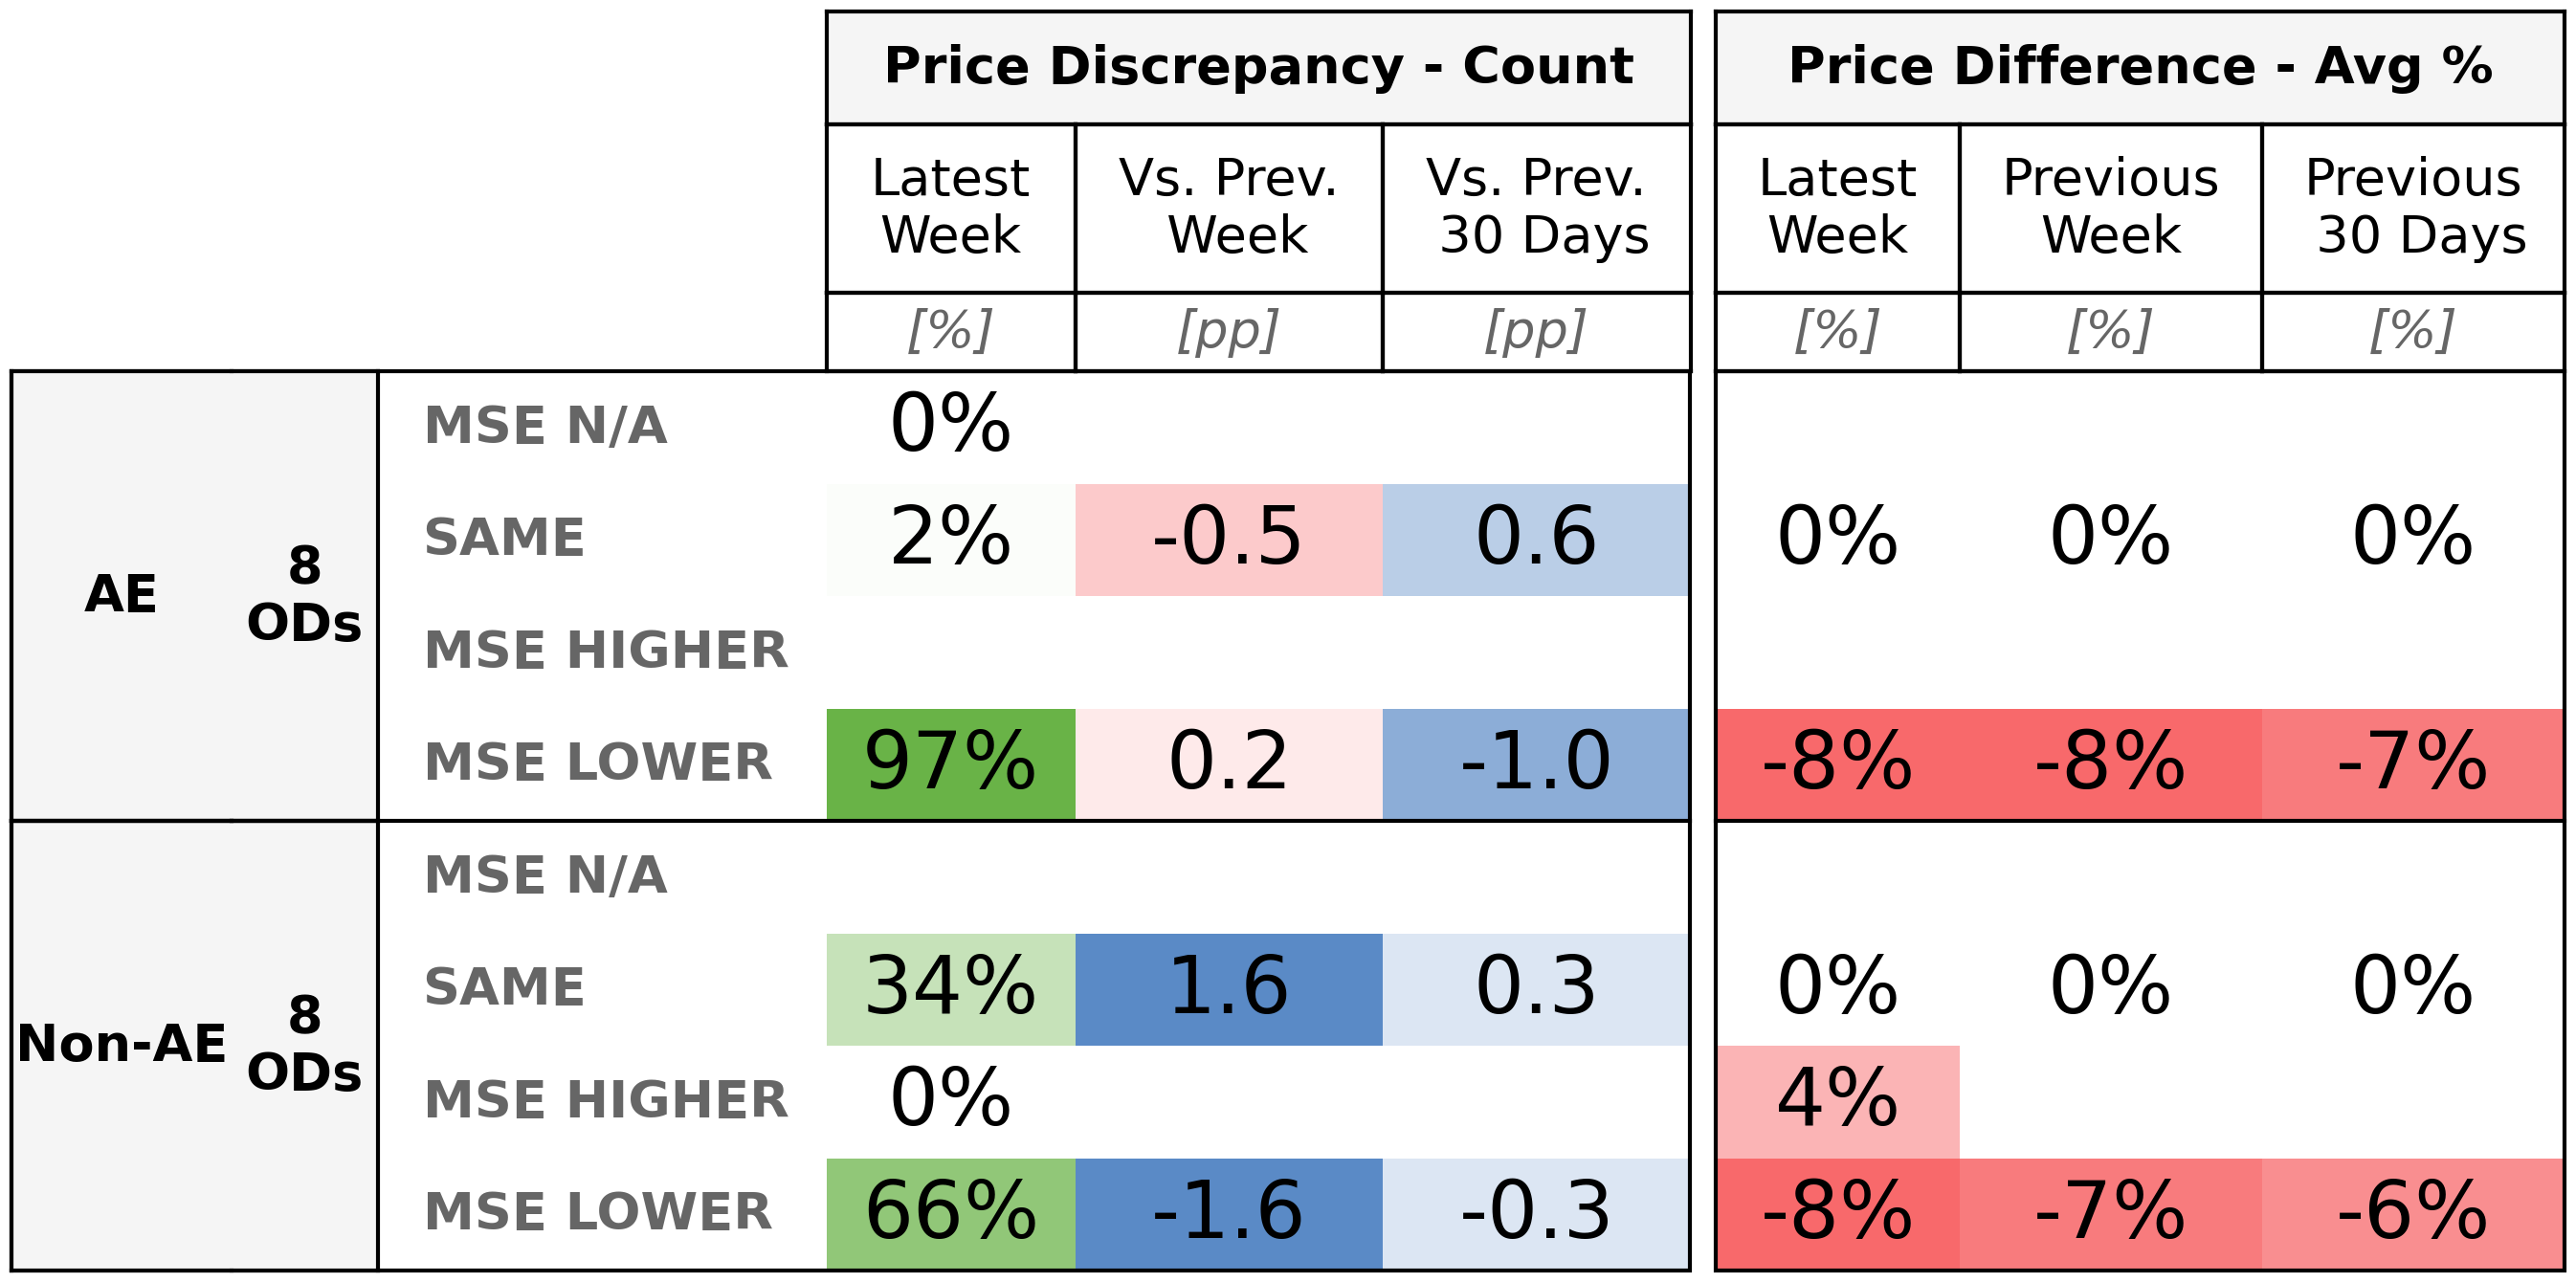 Price Discrepancy - Count Price Difference - Avg %
Latest Week Vs. Prev. Week Vs. Prev. 30 Days Latest Week Previous Week Previous 30 Days
[%] [pp] [pp] [%] [%] [%]
AE 8 ODs
MSE N/A 0%
SAME 2% -0.5 0.6 0% 0% 0%
MSE HIGHER
MSE LOWER 97% 0.2 -1.0 -8% -8% -7%
Non-AE 8 ODs
MSE N/A
SAME 34% 1.6 0.3 0% 0% 0%
MSE HIGHER 0% 4%
MSE LOWER 66% -1.6 -0.3 -8% -7% -6%